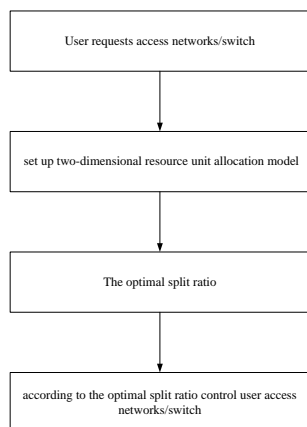 User requests access networks/switch
set up two-dimensional resource unit allocation model
The optimal split ratio
according to the optimal split ratio control user access
networks/switch